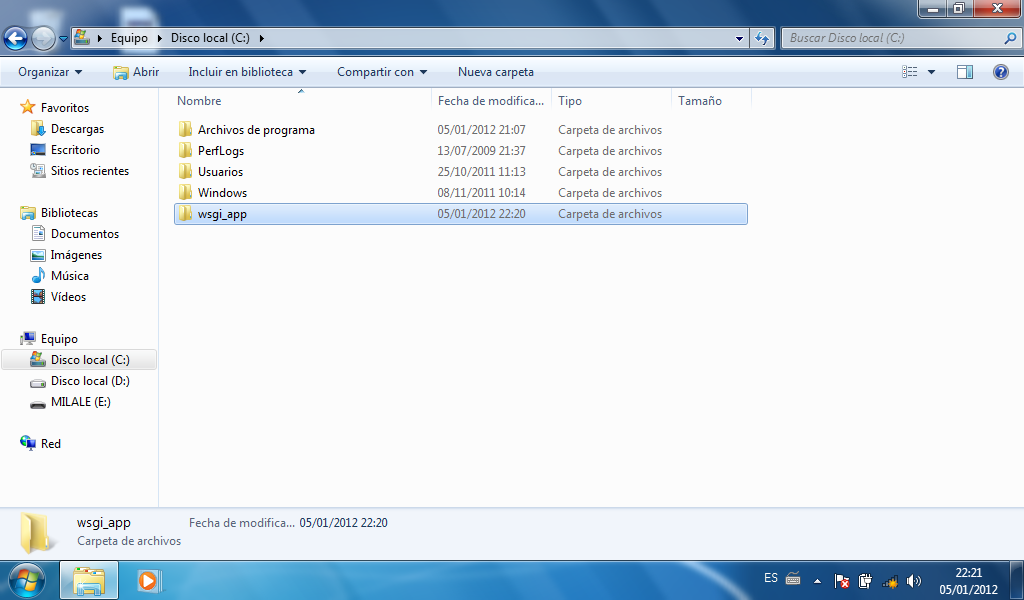 Equipo Disco local (C:)
Buscar Disco local (C:)
Organizar Abrir Incluir en biblioteca Compartir con Nueva carpeta
Favoritos
Descargas
Escritorio
Sitios recientes
Bibliotecas
Documentos
Imágenes
Música
Vídeos
Equipo
Disco local (C:)
Disco local (D:)
MILALE (E:)
Red
Nombre Fecha de modifica... Tipo Tamaño
Archivos de programa 05/01/2012 21:07 Carpeta de archivos
PerfLogs 13/07/2009 21:37 Carpeta de archivos
Usuarios 25/10/2011 11:13 Carpeta de archivos
Windows 08/11/2011 10:14 Carpeta de archivos
wsgi_app 05/01/2012 22:20 Carpeta de archivos
wsgi_app Fecha de modifica... 05/01/2012 22:20
Carpeta de archivos
ES
22:21
05/01/2012